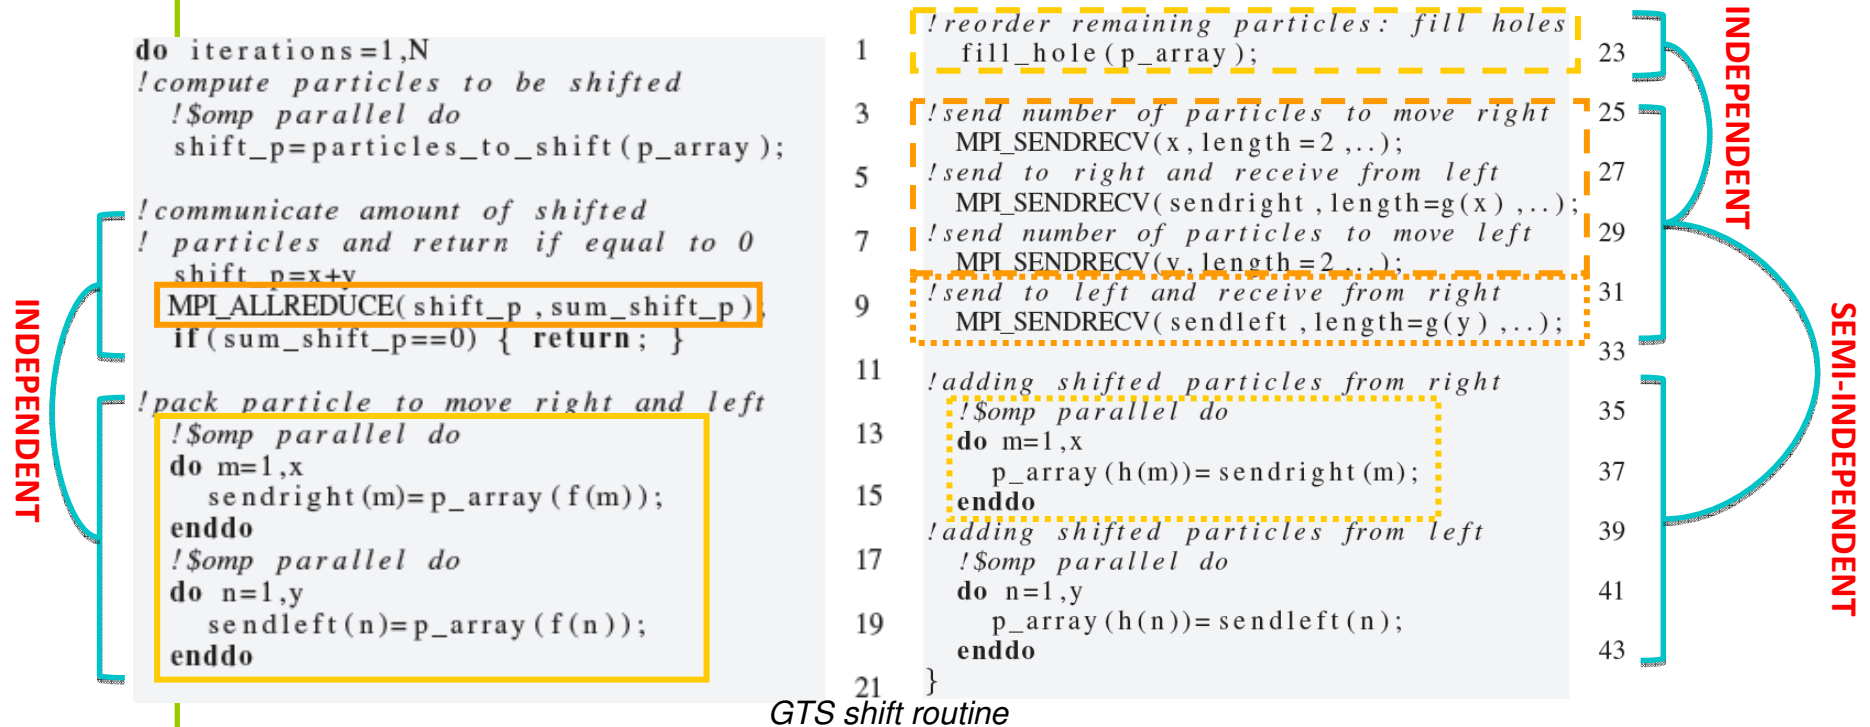 INDEPENDENT
do iterations=1,N
!compute particles to be shifted
!$omp parallel do
shift_p=particles_to_shift(p_array);
!communicate amount of shifted
! particles and return if equal to 0
shift_p=x+y
MPI_ALLREDUCE(shift_p,sum_shift_p);
if(sum_shift_p==0) { return; }
!pack particle to move right and left
!$omp parallel do
do m=1,x
sendright(m)=p_array(f(m));
enddo
!$omp parallel do
do n=1,y
sendleft(n)=p_array(f(n));
enddo
1
3
5
7
9
11
13
15
17
19
21
!reorder remaining particles: fill holes
fill_hole(p_array);
!send number of particles to move right
MPI_SENDRECV(x,length=2,..);
!send to right and receive from left
MPI_SENDRECV(sendright,length=g(x),..);
!send number of particles to move left
MPI_SENDRECV(y,length=2,..);
!send to left and receive from right
MPI_SENDRECV(sendleft,length=g(y),..);
!adding shifted particles from right
!$omp parallel do
do m=1,x
p_array(h(m))=sendright(m);
enddo
!adding shifted particles from left
!$omp parallel do
do n=1,y
p_array(h(n))=sendleft(n);
enddo
}
23
25
27
29
31
33
35
37
39
41
43
INDEPENDENT
SEMI-INDEPENDENT
GTS shift routine